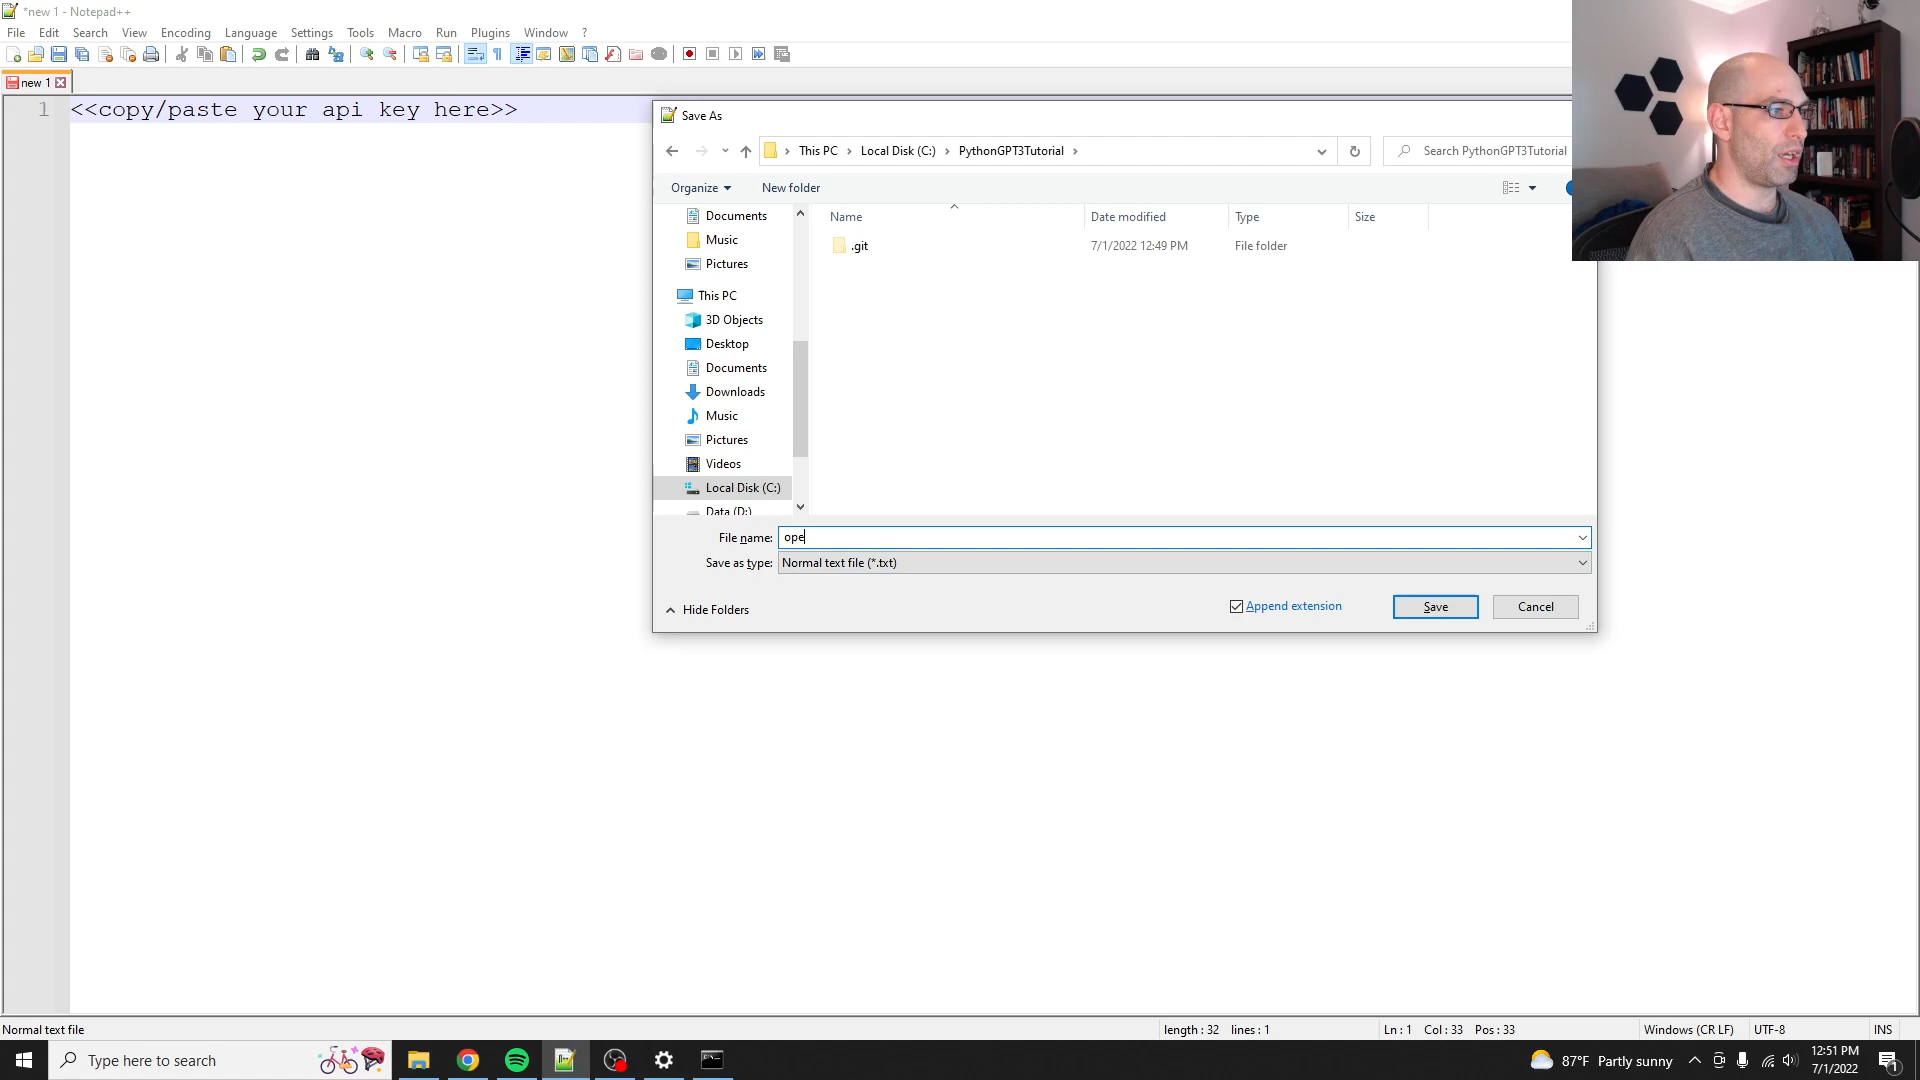 *new 1 - Notepad++
File Edit Search View Encoding Language Settings Tools Macro Run Plugins Window ?
new 1
1 <<copy/paste your api key here>>
Save As
This PC > Local Disk (C:) > PythonGPT3Tutorial >
Search PythonGPT3Tutorial
Organize New folder
Name Date modified Type Size
.git 7/1/2022 12:49 PM File folder
Documents
Music
Pictures
This PC
3D Objects
Desktop
Documents
Downloads
Music
Pictures
Videos
Local Disk (C:)
Data (D:)
File name: ope
Save as type: Normal text file (*.txt)
Hide Folders
Append extension
Save
Cancel
Normal text file
length : 32 lines : 1
Ln : 1 Col : 33 Pos : 33
Windows (CR LF)
UTF-8
INS
Type here to search
87°F Partly sunny
12:51 PM
7/1/2022
1